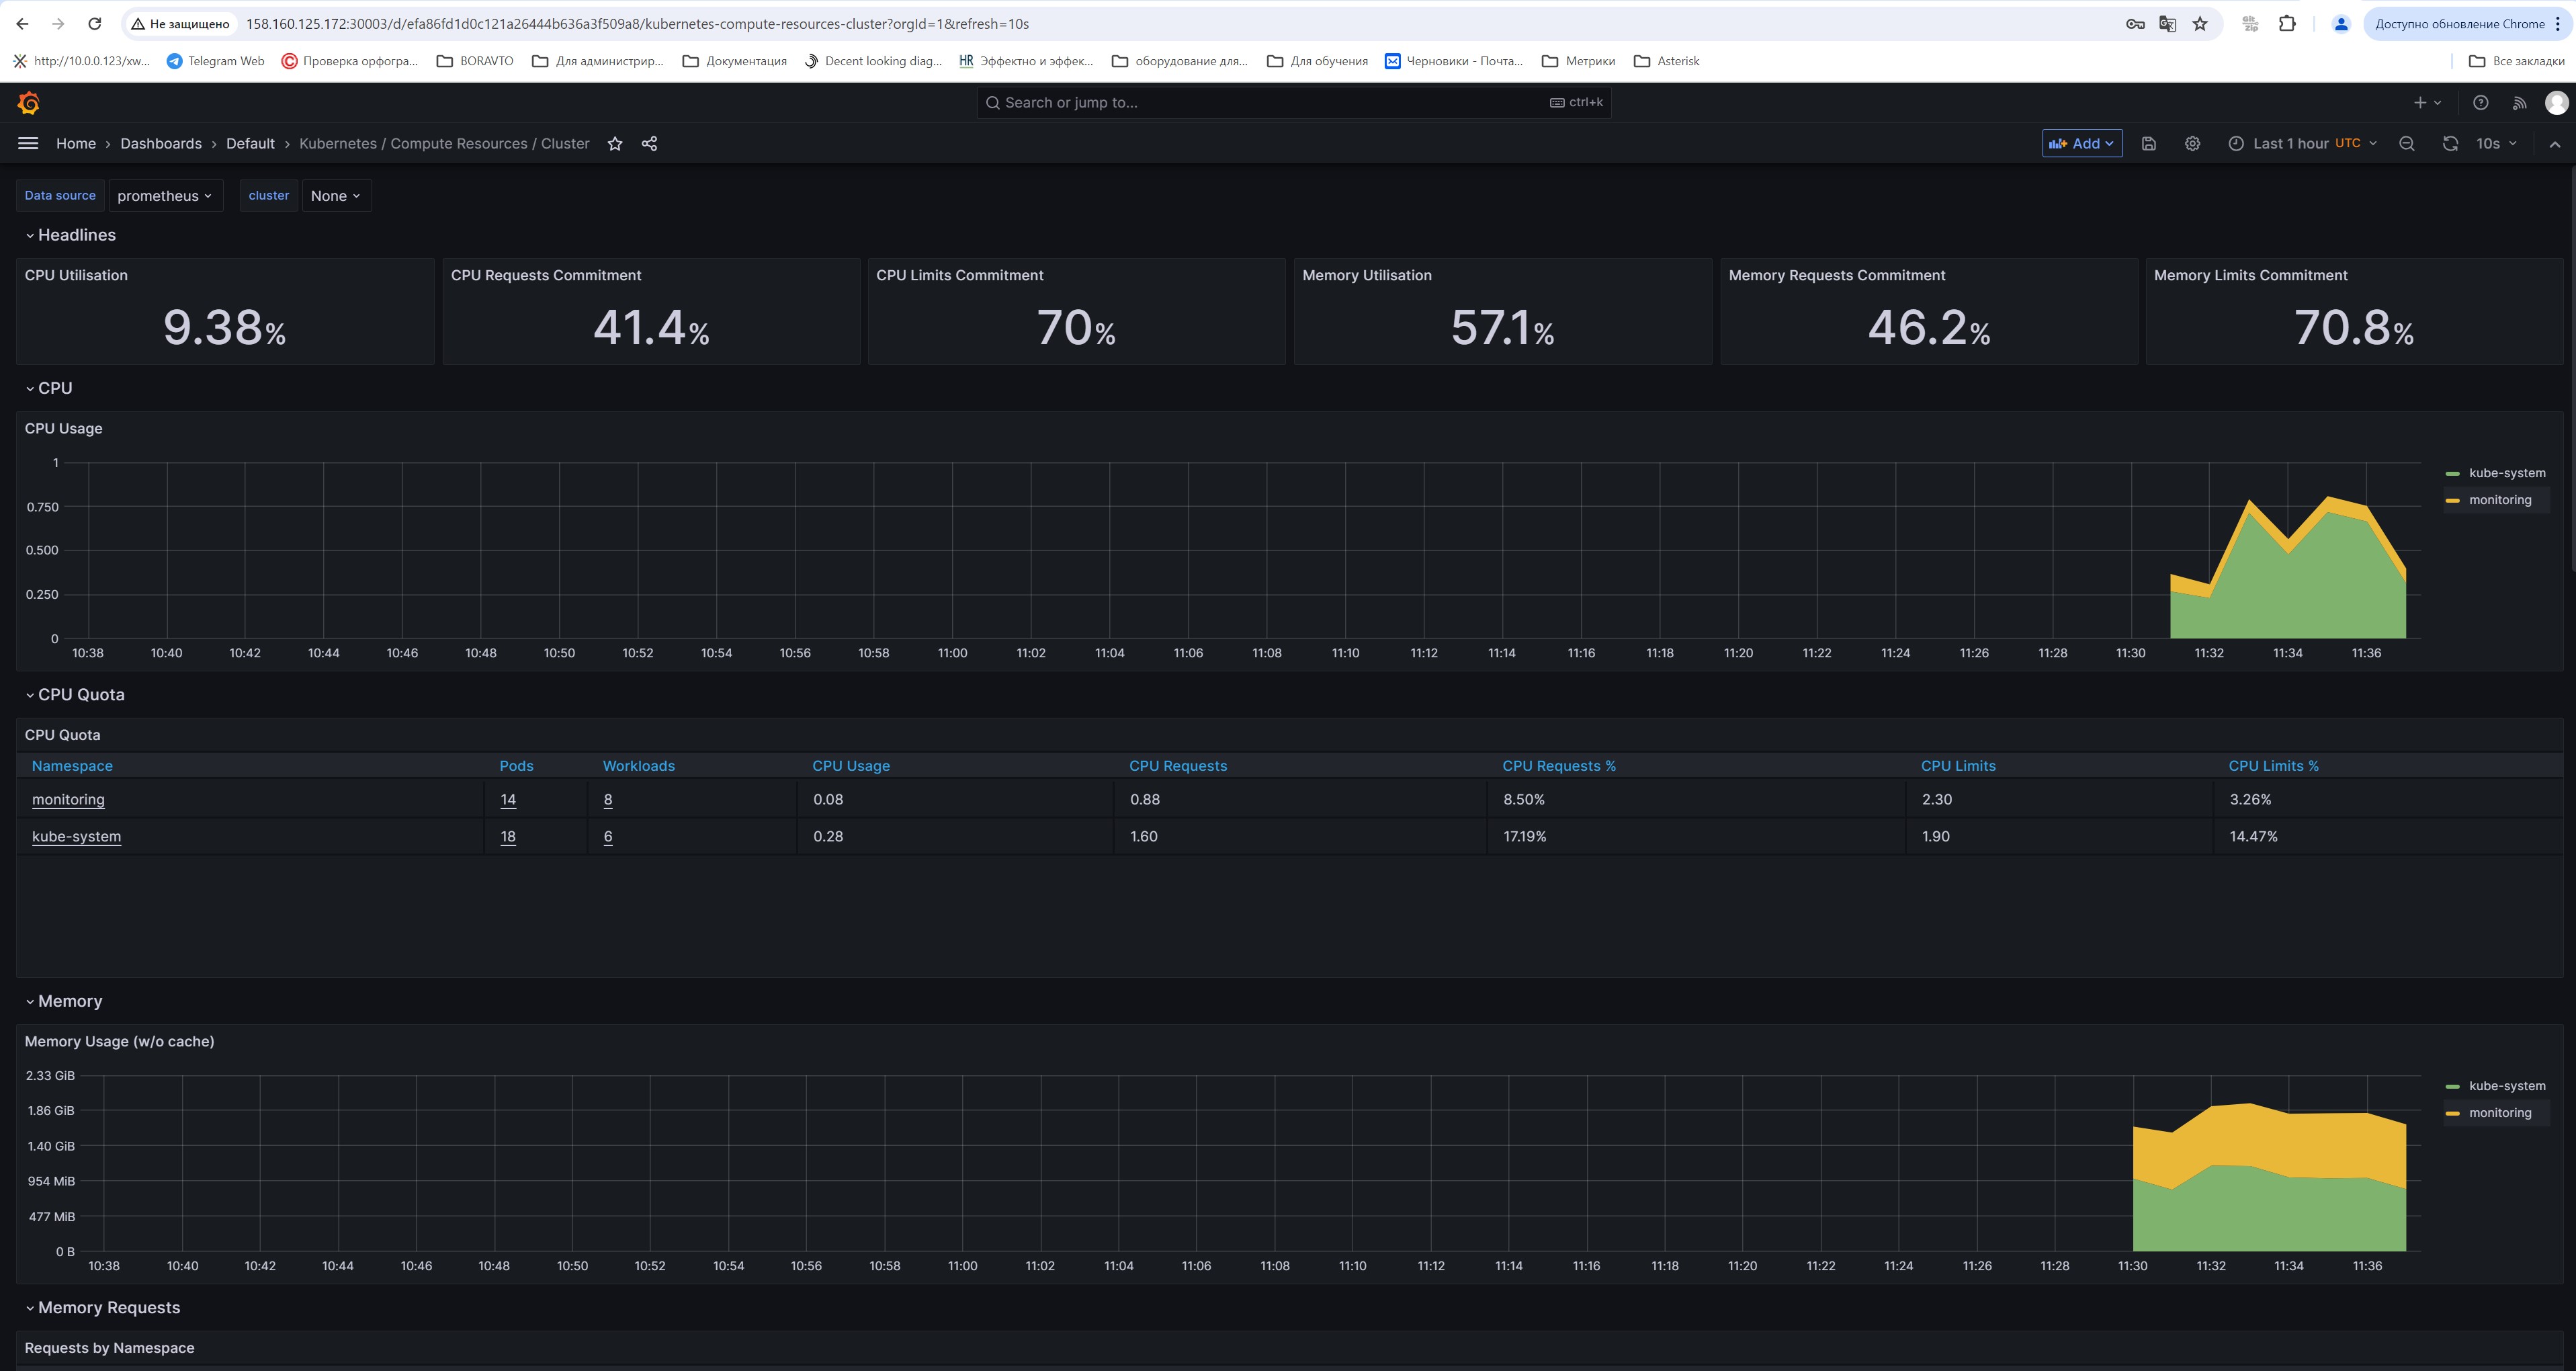 Не защищено 158.160.125.172:30003/d/efa86fd1d0c121a26444b636a3f509a8/kubernetes-compute-resources-cluster?orgId=1&refresh=10s Доступно обновление Chrome
http://10.0.0.123/xw... Telegram Web Проверка орфогра... BORAVTO Для администрир... Документация Decent looking diag... HR Эффектно и эффек... оборудование для... Для обучения Черновики - Почта... Метрики Asterisk Все закладки
Search or jump to... ctrl+k
Home › Dashboards › Default › Kubernetes / Compute Resources / Cluster Add Last 1 hour UTC 10s
Data source prometheus cluster None
Headlines
CPU Utilisation CPU Requests Commitment CPU Limits Commitment Memory Utilisation Memory Requests Commitment Memory Limits Commitment
9.38% 41.4% 70% 57.1% 46.2% 70.8%
CPU
CPU Usage
1
0.750
0.500
0.250
0
10:38 10:40 10:42 10:44 10:46 10:48 10:50 10:52 10:54 10:56 10:58 11:00 11:02 11:04 11:06 11:08 11:10 11:12 11:14 11:16 11:18 11:20 11:22 11:24 11:26 11:28 11:30 11:32 11:34 11:36
kube-system
monitoring
CPU Quota
CPU Quota
Namespace Pods Workloads CPU Usage CPU Requests CPU Requests % CPU Limits CPU Limits %
monitoring 14 8 0.08 0.88 8.50% 2.30 3.26%
kube-system 18 6 0.28 1.60 17.19% 1.90 14.47%
Memory
Memory Usage (w/o cache)
2.33 GiB
1.86 GiB
1.40 GiB
954 MiB
477 MiB
0 B
10:38 10:40 10:42 10:44 10:46 10:48 10:50 10:52 10:54 10:56 10:58 11:00 11:02 11:04 11:06 11:08 11:10 11:12 11:14 11:16 11:18 11:20 11:22 11:24 11:26 11:28 11:30 11:32 11:34 11:36
kube-system
monitoring
Memory Requests
Requests by Namespace